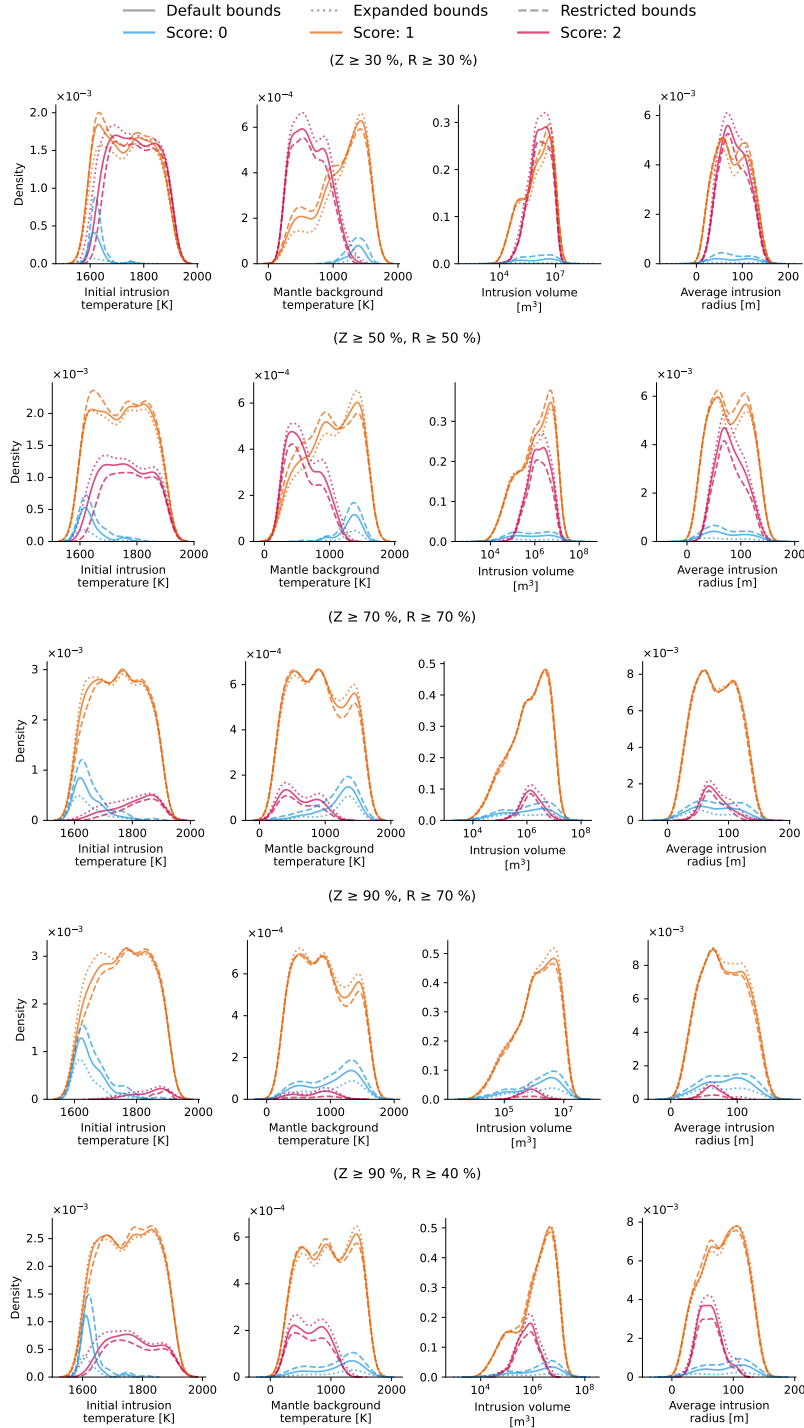 Default bounds Expanded bounds Restricted bounds
Score: 0 Score: 1 Score: 2
(Z ≥ 30 %, R ≥ 30 %)
×10⁻³ ×10⁻⁴ ×10⁻³
Density
2.0
1.5
1.0
0.5
0.0
6
4
2
0
0.3
0.2
0.1
0.0
6
4
2
0
1600 1800 2000 0 1000 2000 10⁴ 10⁷ 0 100 200
Initial intrusion Mantle background Intrusion volume Average intrusion
temperature [K] temperature [K] [m³] radius [m]
(Z ≥ 50 %, R ≥ 50 %)
×10⁻³ ×10⁻⁴ ×10⁻³
Density
2.0
1.5
1.0
0.5
0.0
6
4
2
0
0.3
0.2
0.1
0.0
6
4
2
0
1600 1800 2000 0 1000 2000 10⁴ 10⁶ 10⁸ 0 100 200
Initial intrusion Mantle background Intrusion volume Average intrusion
temperature [K] temperature [K] [m³] radius [m]
(Z ≥ 70 %, R ≥ 70 %)
×10⁻³ ×10⁻⁴ ×10⁻³
Density
3
2
1
0
6
4
2
0
0.5
0.4
0.3
0.2
0.1
0.0
8
6
4
2
0
1600 1800 2000 0 1000 2000 10⁴ 10⁶ 10⁸ 0 100 200
Initial intrusion Mantle background Intrusion volume Average intrusion
temperature [K] temperature [K] [m³] radius [m]
(Z ≥ 90 %, R ≥ 70 %)
×10⁻³ ×10⁻⁴ ×10⁻³
Density
3
2
1
0
6
4
2
0
0.5
0.4
0.3
0.2
0.1
0.0
8
6
4
2
0
1600 1800 2000 0 1000 2000 10⁵ 10⁷ 0 100
Initial intrusion Mantle background Intrusion volume Average intrusion
temperature [K] temperature [K] [m³] radius [m]
(Z ≥ 90 %, R ≥ 40 %)
×10⁻³ ×10⁻⁴ ×10⁻³
Density
2.5
2.0
1.5
1.0
0.5
0.0
6
4
2
0
0.5
0.4
0.3
0.2
0.1
0.0
8
6
4
2
0
1600 1800 2000 0 1000 2000 10⁴ 10⁶ 10⁸ 0 100 200
Initial intrusion Mantle background Intrusion volume Average intrusion
temperature [K] temperature [K] [m³] radius [m]